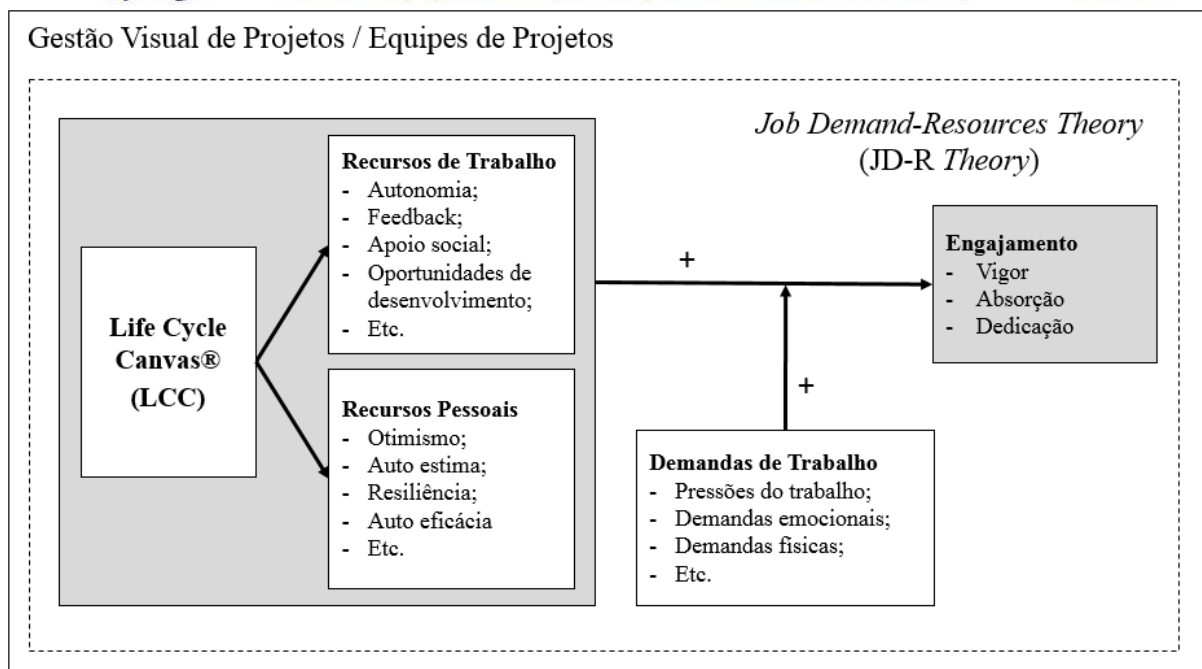 Gestão Visual de Projetos / Equipes de Projetos
Job Demand-Resources Theory
(JD-R Theory)
Life Cycle
Canvas®
(LCC)
Recursos de Trabalho
- Autonomia;
- Feedback;
- Apoio social;
- Oportunidades de
desenvolvimento;
- Etc.
Recursos Pessoais
- Otimismo;
- Auto estima;
- Resiliência;
- Auto eficácia
- Etc.
+
+
Demandas de Trabalho
- Pressões do trabalho;
- Demandas emocionais;
- Demandas físicas;
- Etc.
Engajamento
- Vigor
- Absorção
- Dedicação